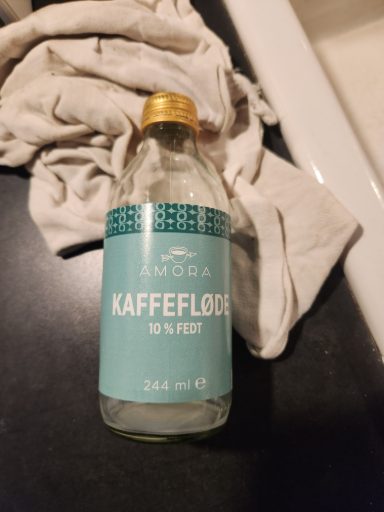 AMORA
KAFFEFLØDE
10 % FEDT
244 ml ℮